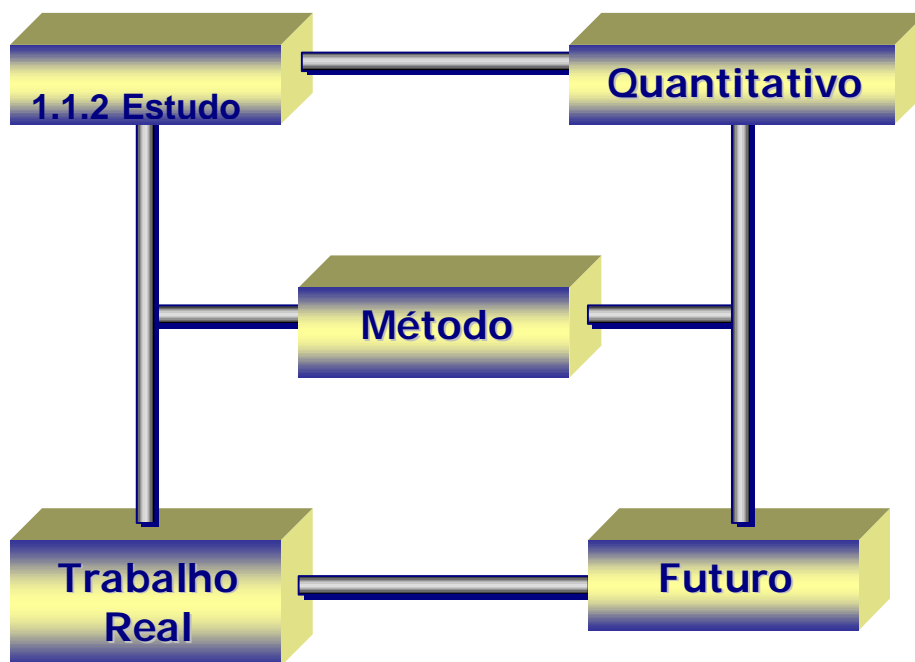 1.1.2 Estudo
Quantitativo
Método
Trabalho
Real
Futuro